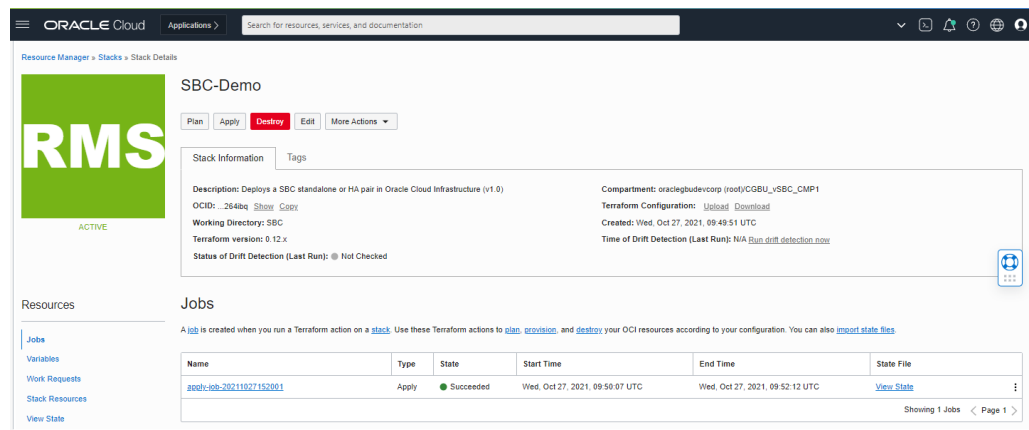 ORACLE Cloud
Applications >
Search for resources, services, and documentation
Resource Manager » Stacks » Stack Details
RMS
ACTIVE
SBC-Demo
Plan Apply Destroy Edit More Actions
Stack Information Tags
Description: Deploys a SBC standalone or HA pair in Oracle Cloud Infrastructure (v1.0)
OCID: ...264ibq Show Copy
Working Directory: SBC
Terraform version: 0.12.x
Status of Drift Detection (Last Run): Not Checked
Compartment: oraclegbudevcorp (root)/CGBU_vSBC_CMP1
Terraform Configuration: Upload Download
Created: Wed, Oct 27, 2021, 09:49:51 UTC
Time of Drift Detection (Last Run): N/A Run drift detection now
Resources
Jobs
Variables
Work Requests
Stack Resources
View State
Jobs
A job is created when you run a Terraform action on a stack. Use these Terraform actions to plan, provision, and destroy your OCI resources according to your configuration. You can also import state files.
Name Type State Start Time End Time State File
apply-job-20211027152001 Apply Succeeded Wed, Oct 27, 2021, 09:50:07 UTC Wed, Oct 27, 2021, 09:52:12 UTC View State
Showing 1 Jobs < Page 1 >